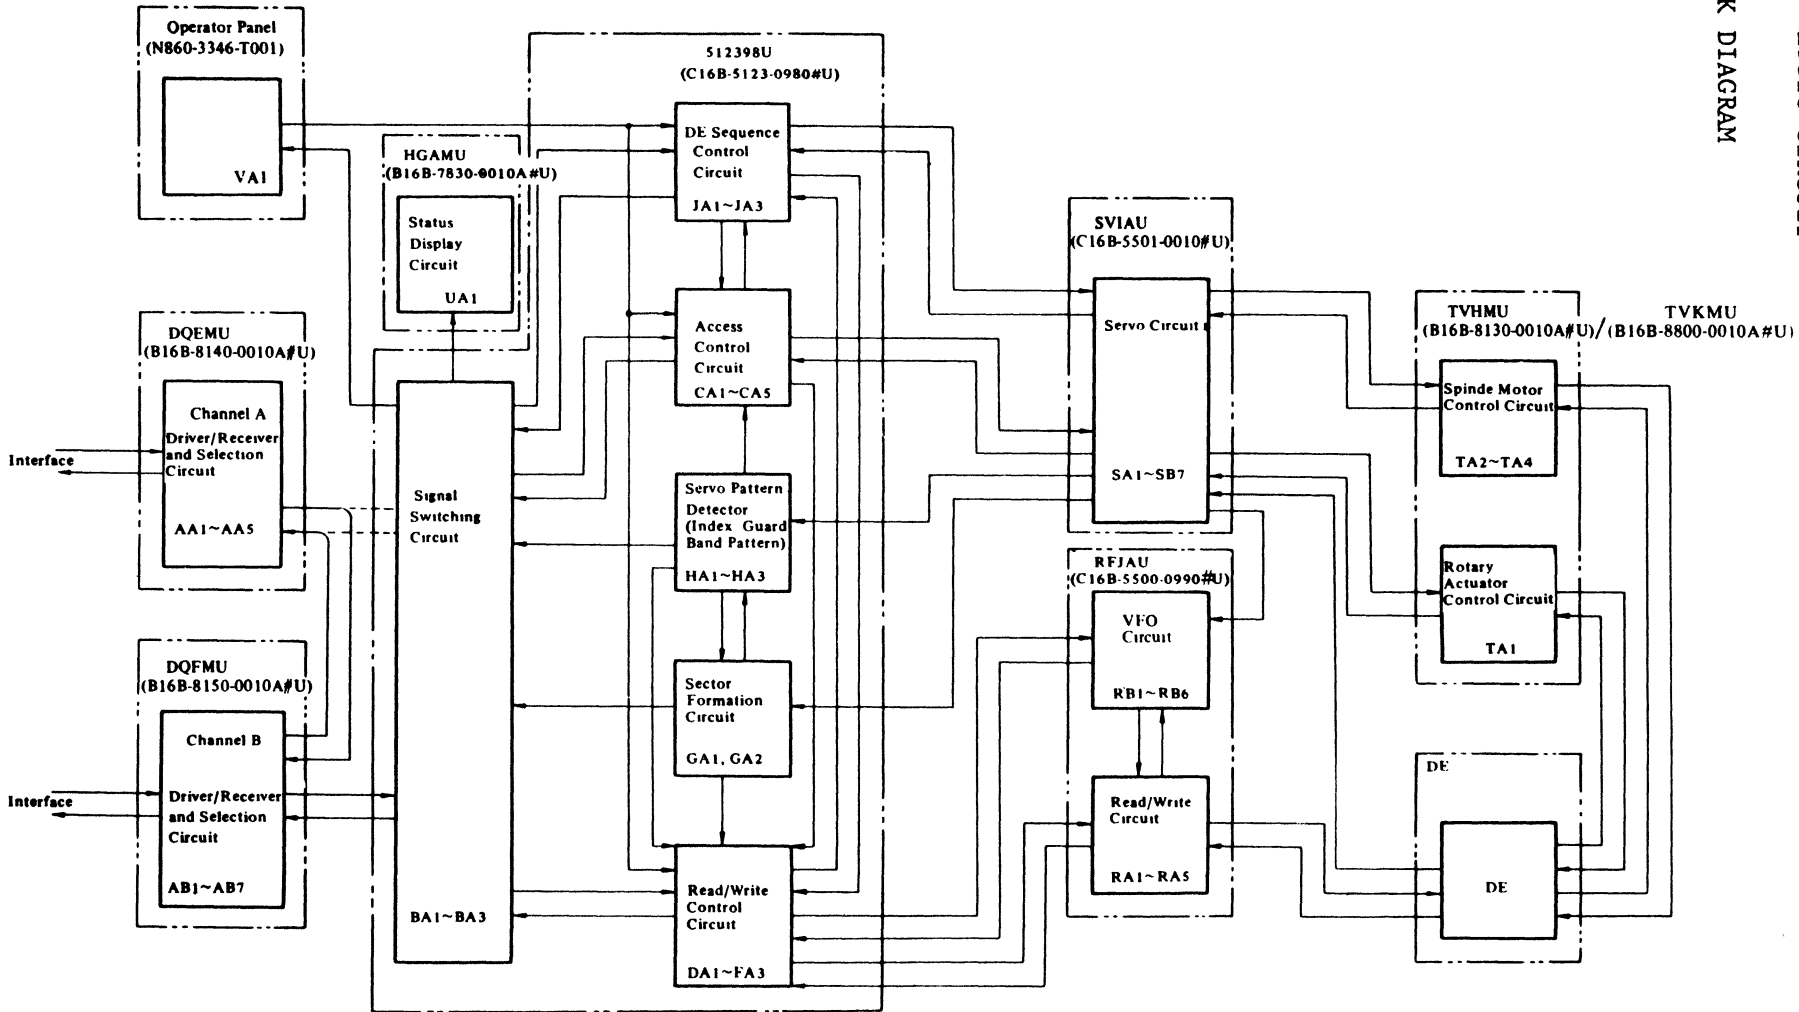 K DIAGRAM
Operator Panel
(N860-3346-T001)
VA1
512398U
(C16B-5123-0980#U)
DE Sequence
Control
Circuit
JA1~JA3
HGAMU
(B16B-7830-0010A#U)
Status
Display
Circuit
UA1
SVIAU
(C16B-5501-0010#U)
Servo Circuit
SA1~SB7
TVHMU
(B16B-8130-0010A#U)/
TVKMU
(B16B-8800-0010A#U)
Spinde Motor
Control Circuit
TA2~TA4
Rotary
Actuator
Control Circuit
TA1
DQEMU
(B16B-8140-0010A#U)
Channel A
Driver/Receiver
and Selection
Circuit
AA1~AA5
Interface
Access
Control
Circuit
CA1~CA5
Signal
Switching
Circuit
BA1~BA3
Servo Pattern
Detector
(Index Guard
Band Pattern)
HA1~HA3
RFJAU
(C16B-5500-0990#U)
VFO
Circuit
RB1~RB6
DQFMU
(B16B-8150-0010A#U)
Channel B
Driver/Receiver
and Selection
Circuit
AB1~AB7
Interface
Sector
Formation
Circuit
GA1, GA2
Read/Write
Circuit
RA1~RA5
Read/Write
Control
Circuit
DA1~FA3
DE
DE